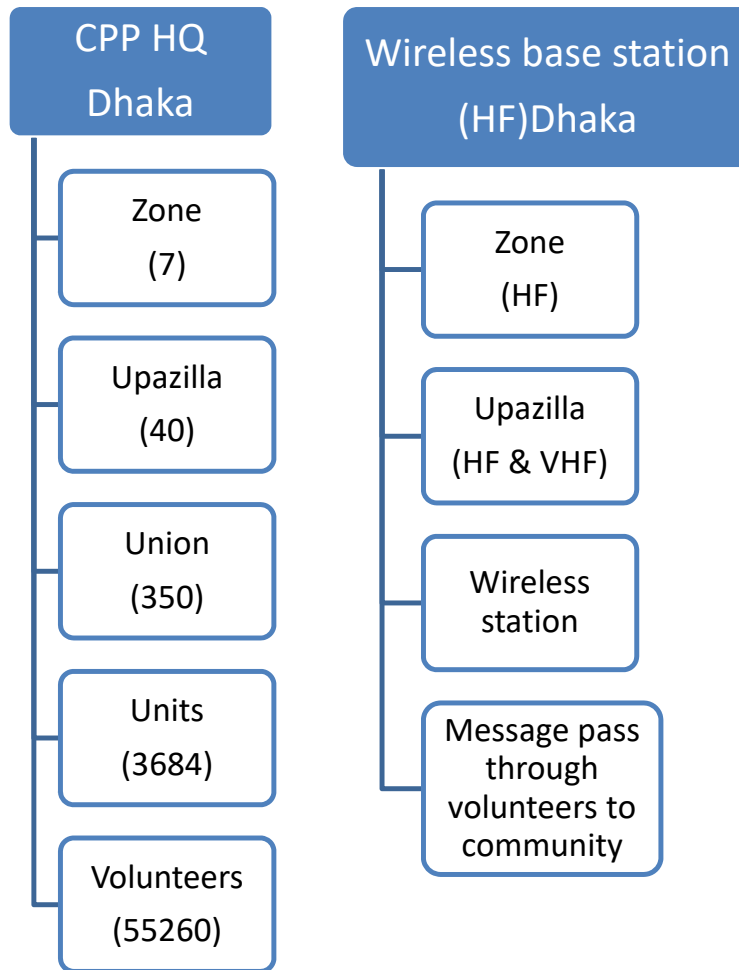 CPP HQ
Dhaka
Zone
(7)
Upazilla
(40)
Union
(350)
Units
(3684)
Volunteers
(55260)
Wireless base station
(HF)Dhaka
Zone
(HF)
Upazilla
(HF & VHF)
Wireless
station
Message pass
through
volunteers to
community